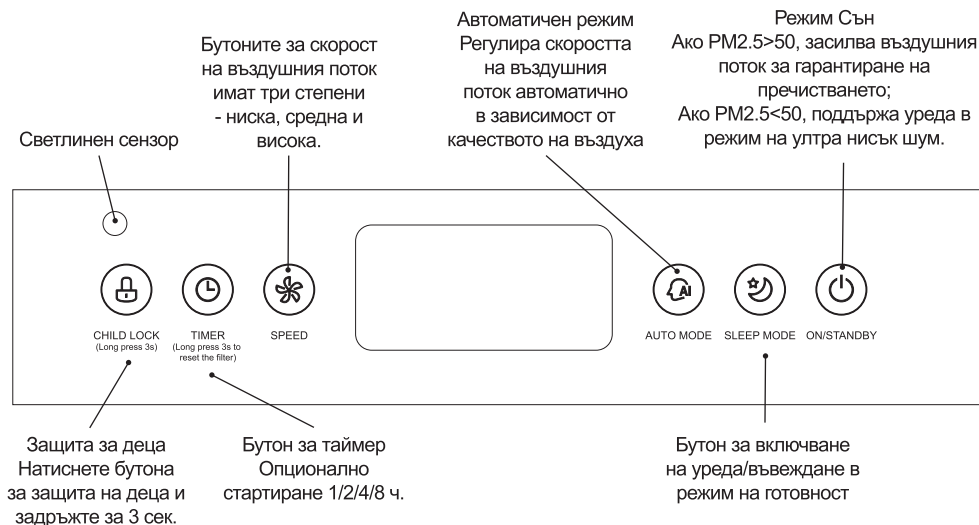 Светлинен сензор
Бутоните за скорост
на въздушния поток
имат три степени
- ниска, средна и
висока.
Автоматичен режим
Регулира скоростта
на въздушния
поток автоматично
в зависимост от
качеството на въздуха
Режим Сън
Ако PM2.5>50, засилва въздушния
поток за гарантиране на
пречистването;
Ако PM2.5<50, поддържа уреда в
режим на ултра нисък шум.
CHILD LOCK
(Long press 3s)
TIMER
(Long press 3s to
reset the filter)
SPEED
AI
AUTO MODE
SLEEP MODE
ON/STANDBY
Защита за деца
Натиснете бутона
за защита на деца и
задръжте за 3 сек.
Бутон за таймер
Опционално
стартиране 1/2/4/8 ч.
Бутон за включване
на уреда/въвеждане в
режим на готовност